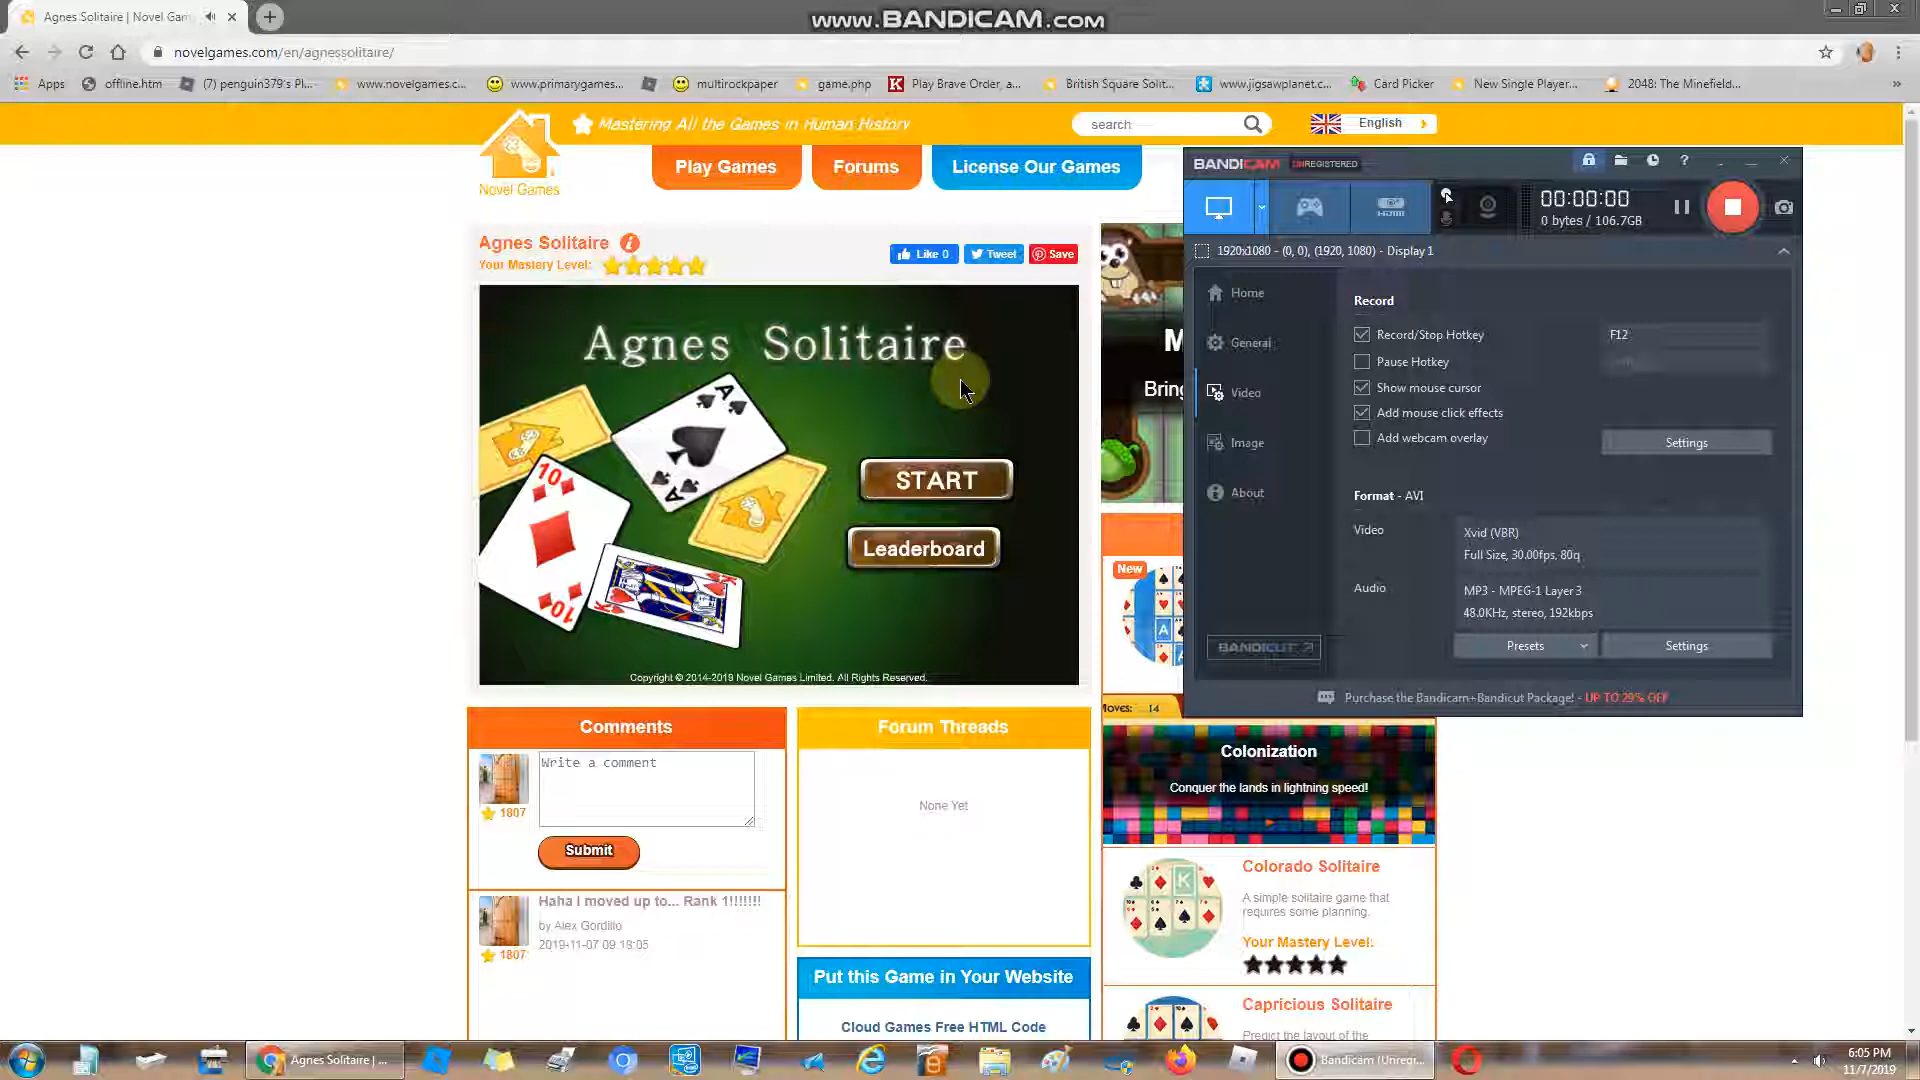 Agnes Solitaire | Novel Gam
www.BANDICAM.com
novelgames.com/en/agnessolitaire/
Apps
offline.htm
(7) penguin379's Pl...
www.novelgames.c...
www.primarygames...
multirockpaper
game.php
Play Brave Order, a...
British Square Solit...
www.jigsawplanet.c...
Card Picker
New Single Player...
2048: The Minefield...
»
Mastering All the Games in Human History
search
English
Novel Games
Play Games
Forums
License Our Games
Agnes Solitaire
Your Mastery Level:
Like 0
Tweet
Save
Agnes Solitaire
A
A
10
10
K
START
Leaderboard
Copyright © 2014-2019 Novel Games Limited. All Rights Reserved.
BANDICAM UNREGISTERED
HDMI
00:00:00
0 bytes / 106.7GB
1920x1080 - (0, 0), (1920, 1080) - Display 1
Home
General
Video
Image
About
BANDICUT
Record
Record/Stop Hotkey
F12
Pause Hotkey
Show mouse cursor
Add mouse click effects
Add webcam overlay
Settings
Format - AVI
Video
Xvid (VBR)
Full Size, 30.00fps, 80q
Audio
MP3 - MPEG-1 Layer 3
48.0KHz, stereo, 192kbps
Presets
Settings
Purchase the Bandicam+Bandicut Package! - UP TO 29% OFF
M
Bring
New
A
Moves: 14
Colonization
Conquer the lands in lightning speed!
Colorado Solitaire
A simple solitaire game that
requires some planning.
Your Mastery Level:
K
Capricious Solitaire
Predict the layout of the
Comments
Write a comment
1807
Submit
Haha I moved up to... Rank 1!!!!!!!
by Alex Gordillo
2019-11-07 09:18:05
1807
Forum Threads
None Yet
Put this Game in Your Website
Cloud Games Free HTML Code
Agnes Solitaire | ...
Bandicam (Unregi...
6:05 PM
11/7/2019